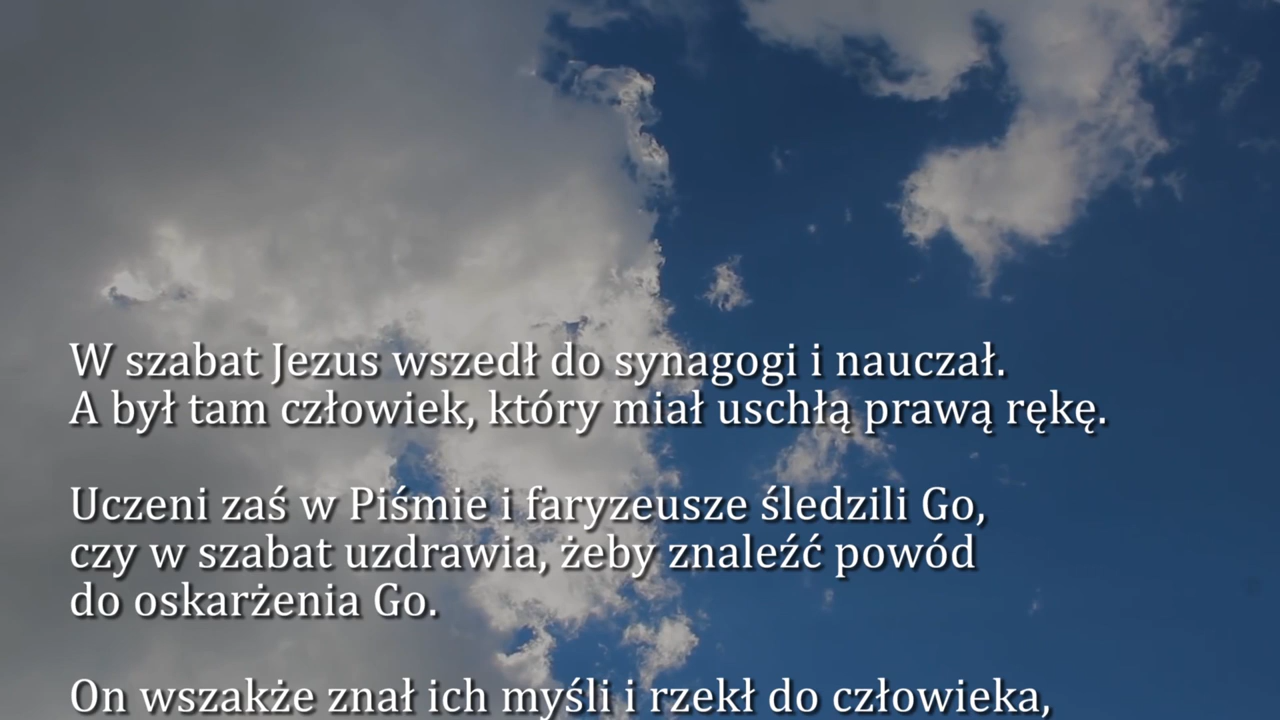 W szabat Jezus wszedł do synagogi i nauczał.
A był tam człowiek, który miał uschłą prawą rękę.
Uczeni zaś w Piśmie i faryzeusze śledzili Go,
czy w szabat uzdrawia, żeby znaleźć powód
do oskarżenia Go.
On wszakże znał ich myśli i rzekł do człowieka,